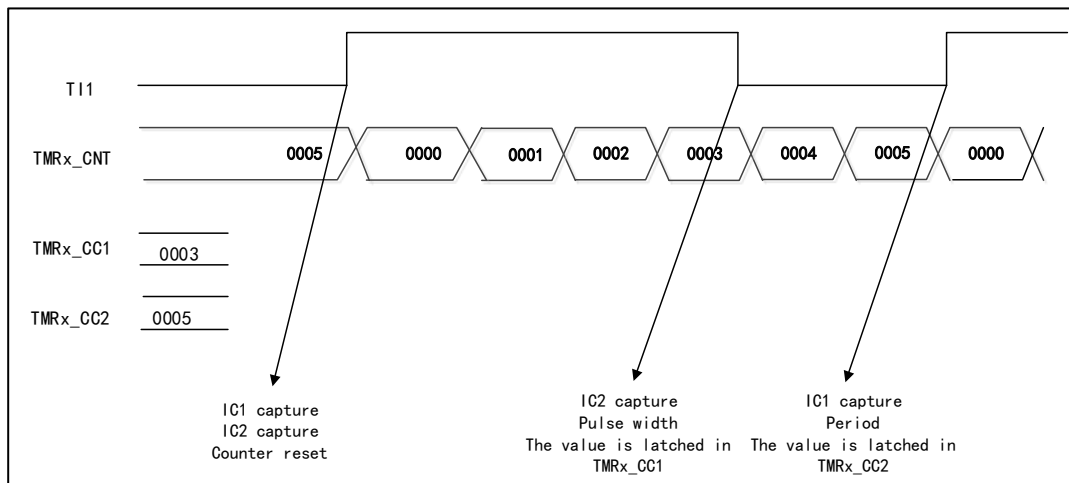 TI1
TMRx_CNT
0005 0000 0001 0002 0003 0004 0005 0000
TMRx_CC1
0003
TMRx_CC2
0005
IC1 capture
IC2 capture
Counter reset
IC2 capture
Pulse width
The value is latched in
TMRx_CC1
IC1 capture
Period
The value is latched in
TMRx_CC2